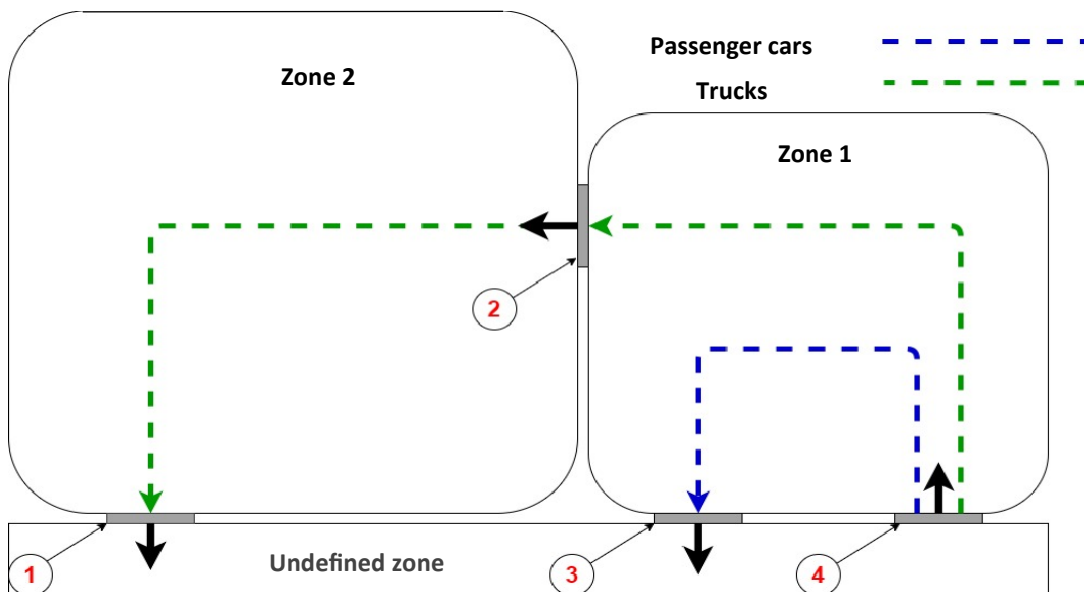 Passenger cars
Zone 2
Trucks
Zone 1
2
Undefined zone
1
3
4